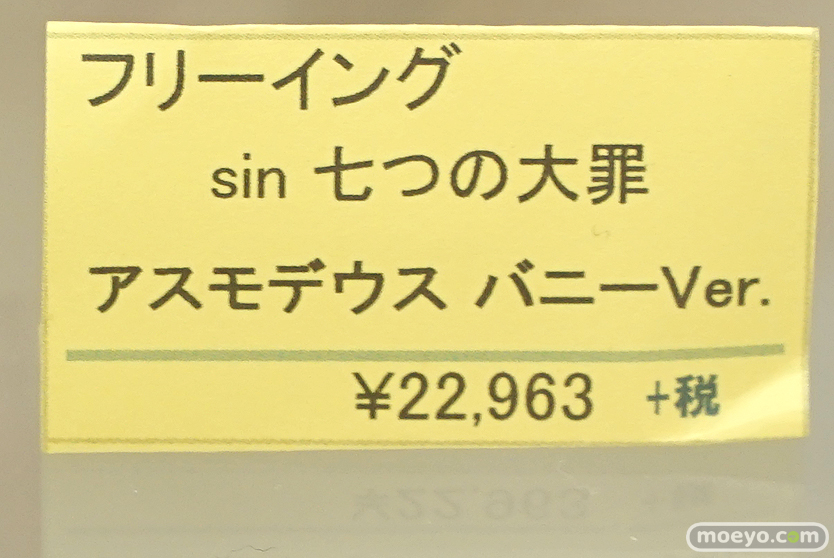 フリーイング
sin 七つの大罪
アスモデウス バニーVer.
¥22,963 +税
moeyo.com